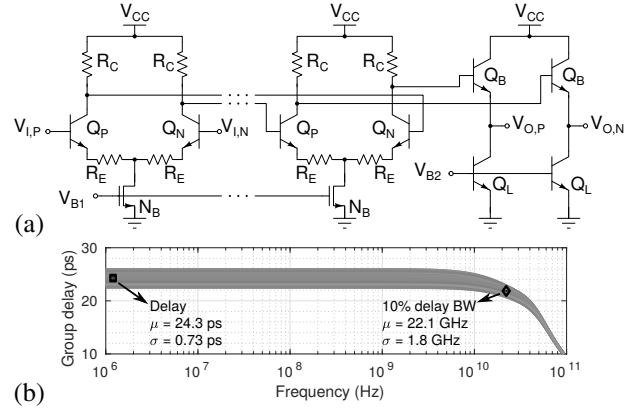 (a)
V_CC V_CC V_CC
R_C R_C R_C R_C
Q_B Q_B
V_I,P Q_P Q_N V_I,N Q_P Q_N V_O,P V_O,N
R_E R_E R_E R_E
V_B1 N_B N_B V_B2 Q_L Q_L
(b)
Group delay (ps)
30
20
10
Delay
μ = 24.3 ps
σ = 0.73 ps
10% delay BW
μ = 22.1 GHz
σ = 1.8 GHz
10^6 10^7 10^8 10^9 10^10 10^11
Frequency (Hz)